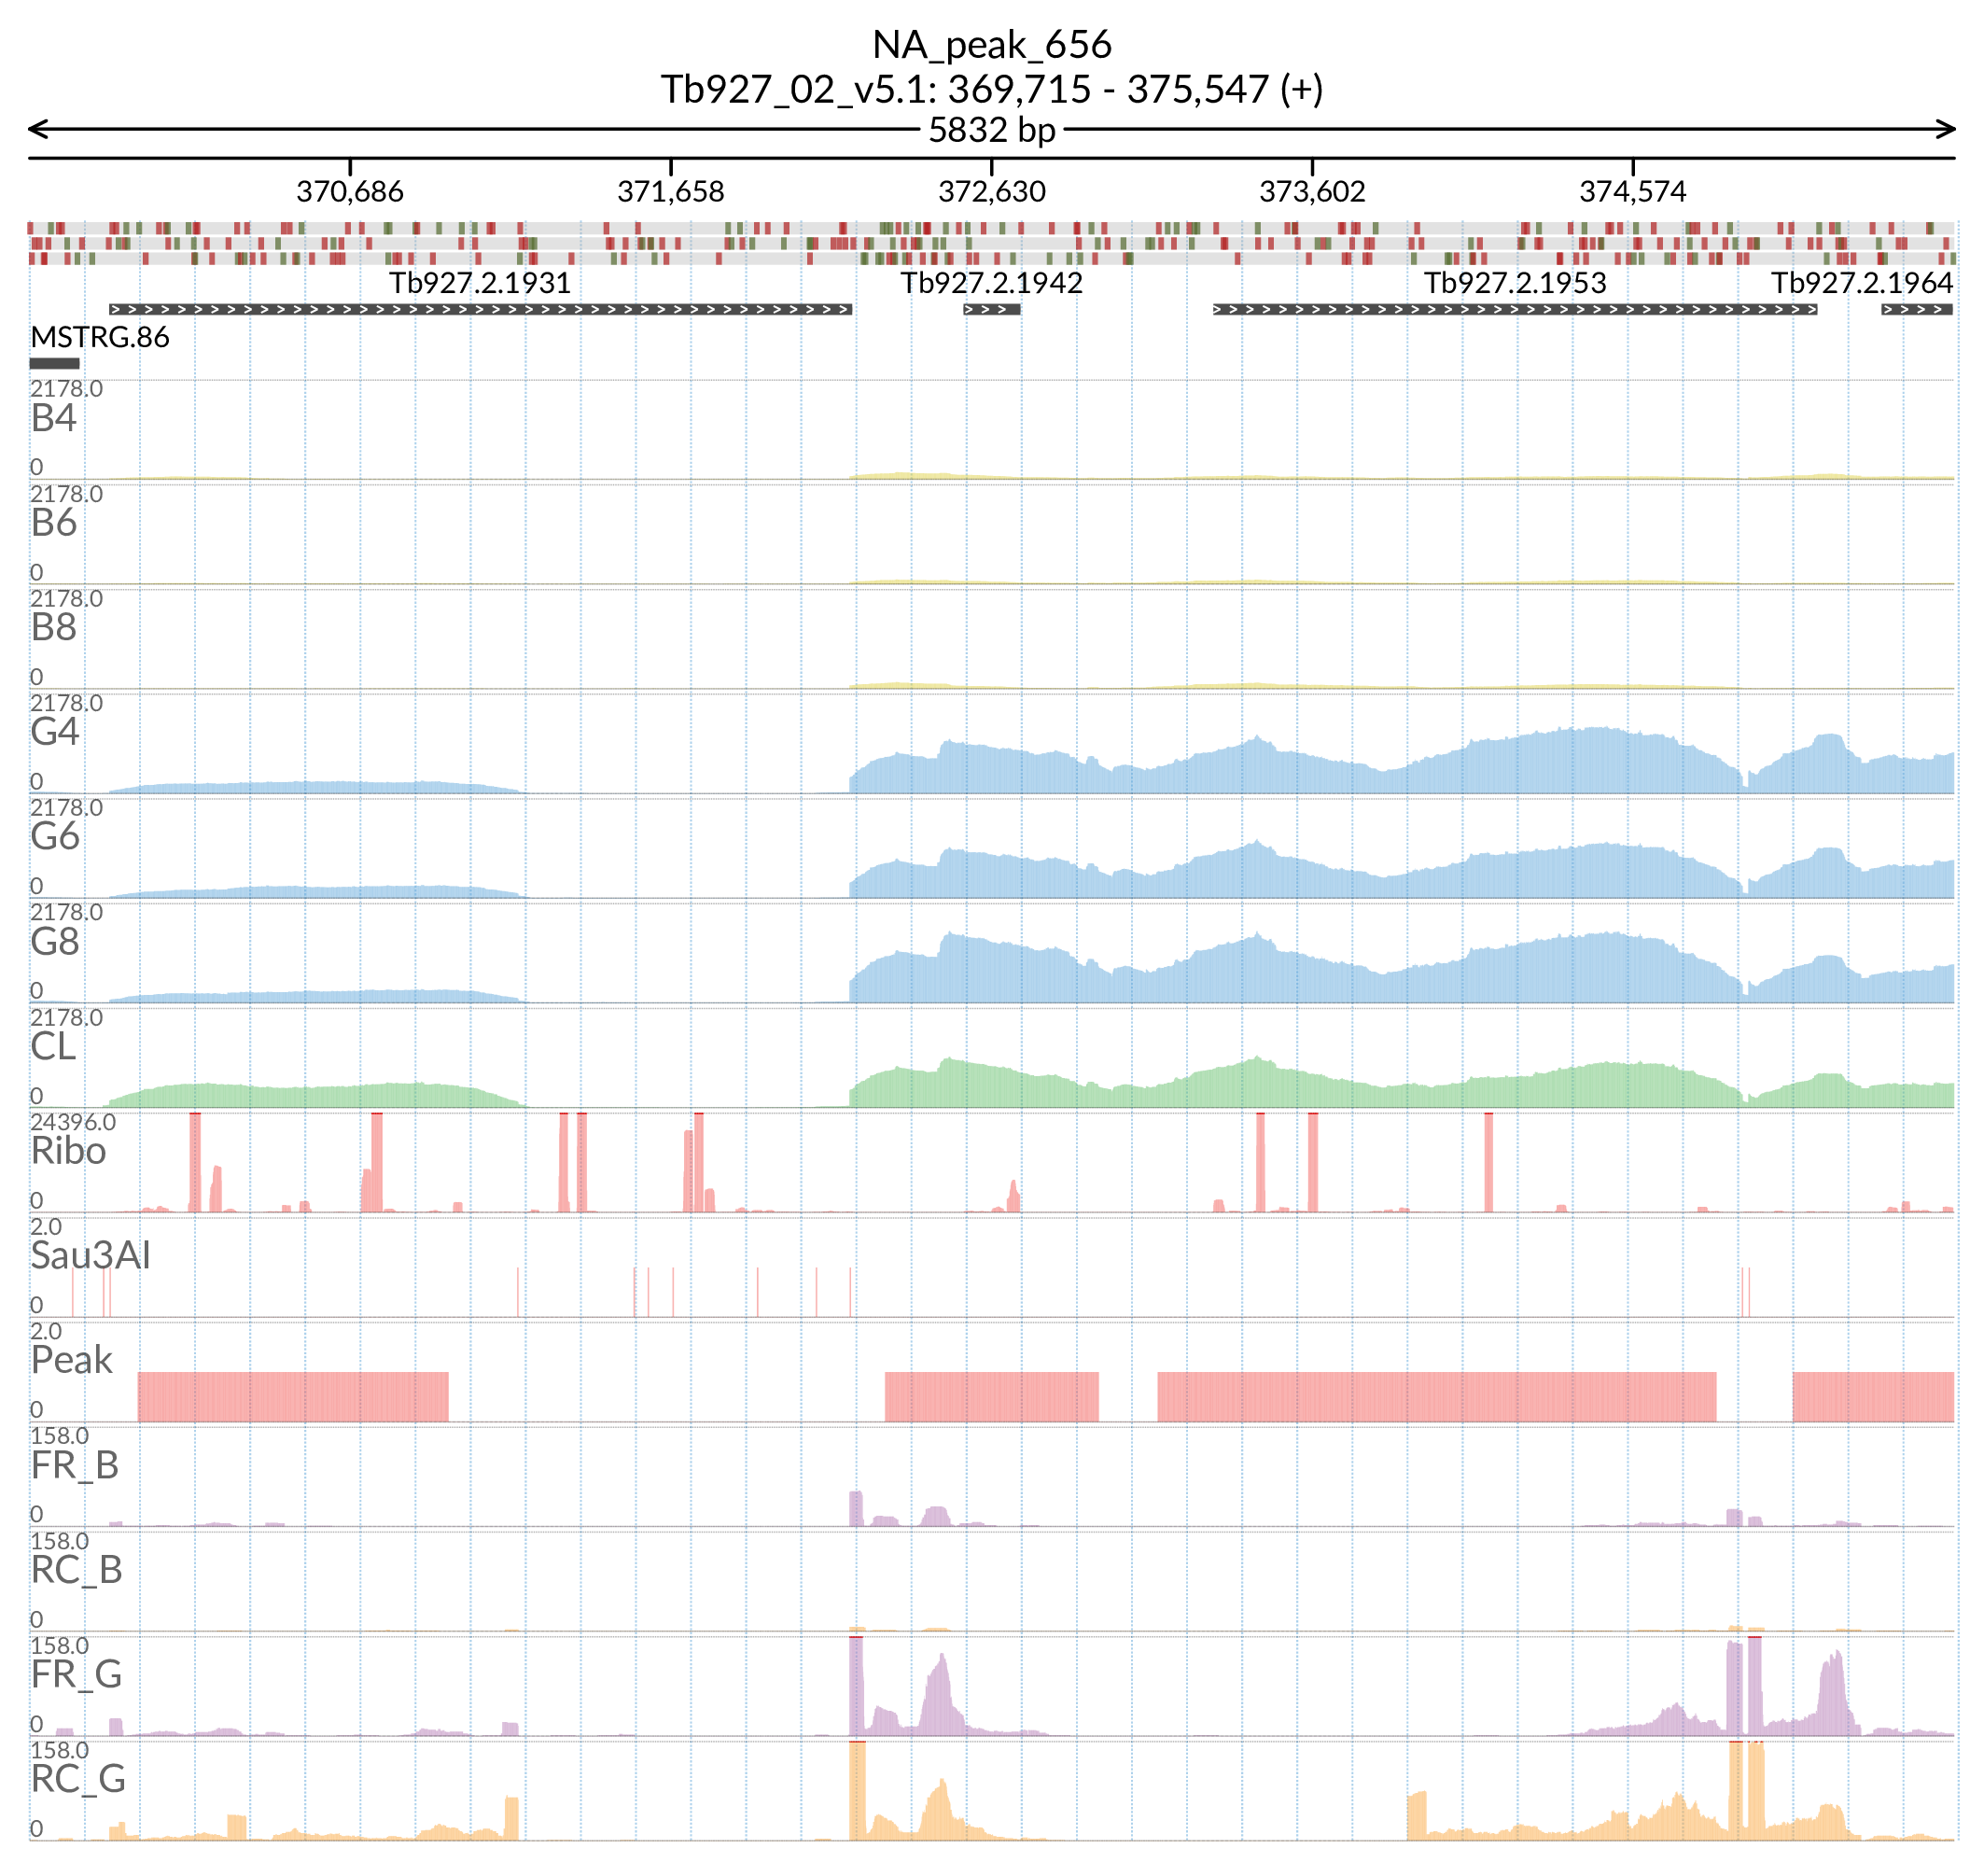 NA_peak_656
Tb927_02_v5.1: 369,715 - 375,547 (+)
5832 bp
370,686 371,658 372,630 373,602 374,574
Tb927.2.1931 Tb927.2.1942 Tb927.2.1953 Tb927.2.1964
MSTRG.86
2178.0
B4
0
2178.0
B6
0
2178.0
B8
0
2178.0
G4
0
2178.0
G6
0
2178.0
G8
0
2178.0
CL
0
24396.0
Ribo
0
2.0
Sau3AI
0
2.0
Peak
0
158.0
FR_B
0
158.0
RC_B
0
158.0
FR_G
0
158.0
RC_G
0